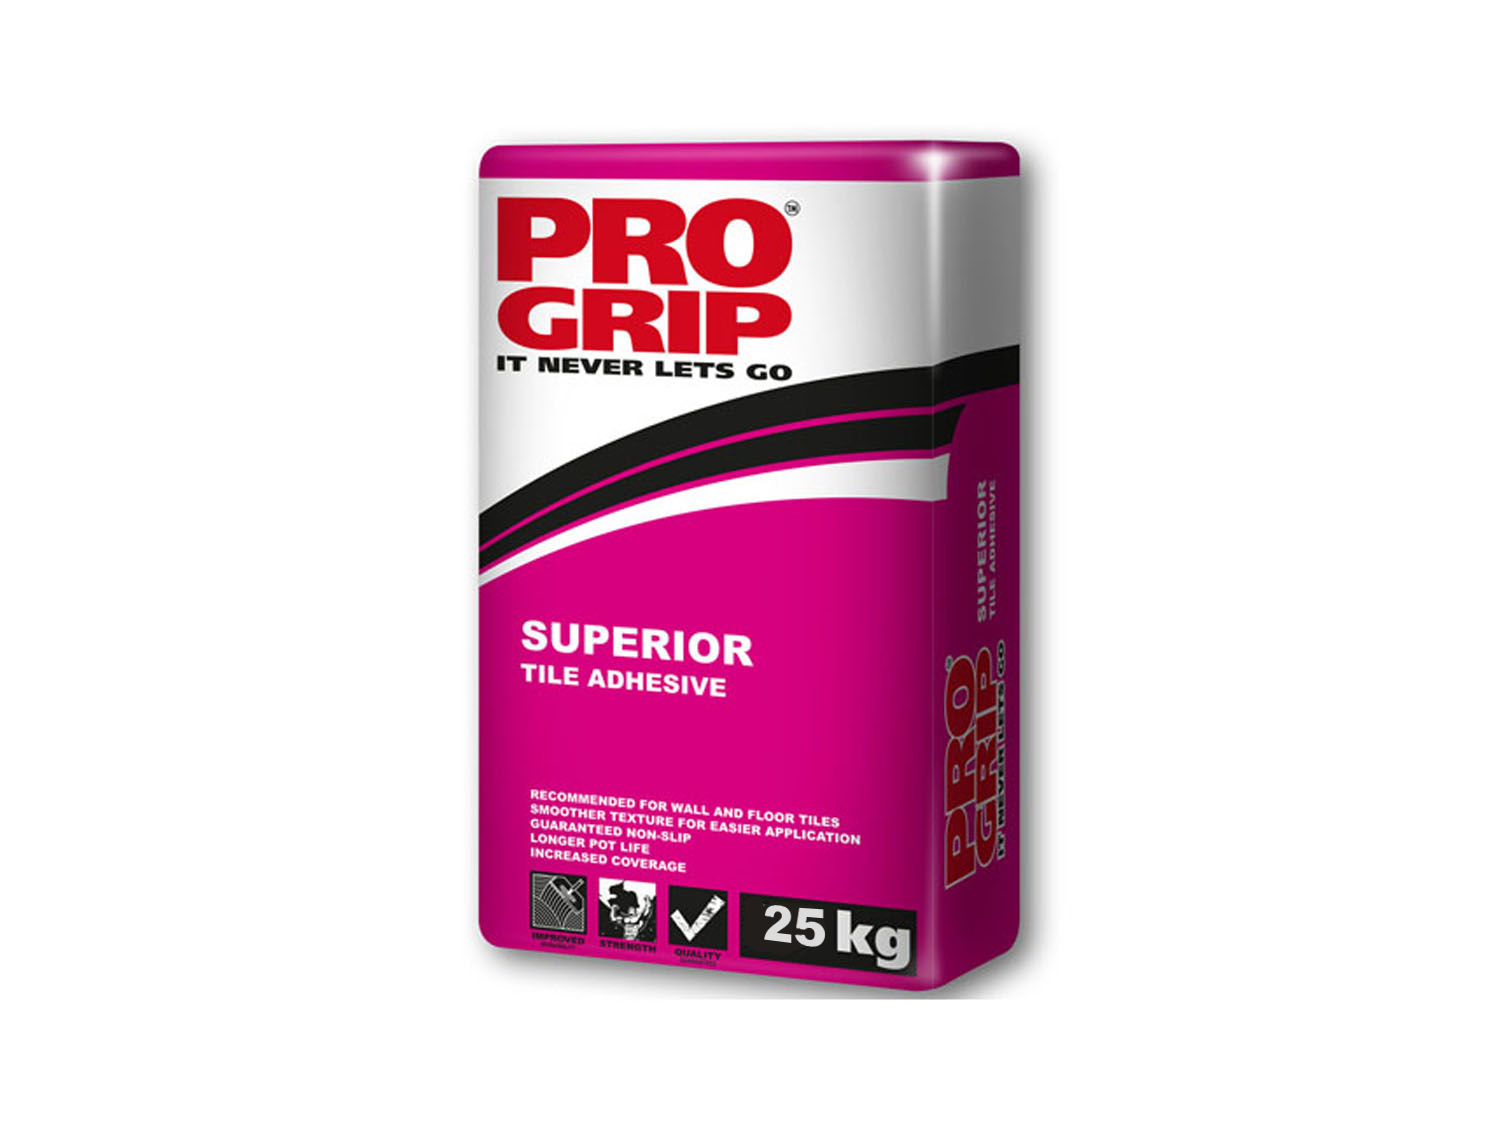 PRO
GRIP
TM
IT NEVER LETS GO
SUPERIOR
TILE ADHESIVE
RECOMMENDED FOR WALL AND FLOOR TILES
SMOOTHER TEXTURE FOR EASIER APPLICATION
GUARANTEED NON-SLIP
LONGER POT LIFE
INCREASED COVERAGE
IMPROVED
STRENGTH
QUALITY
25 kg
SUPERIOR
TILE ADHESIVE
PRO
GRIP
IT NEVER LETS GO